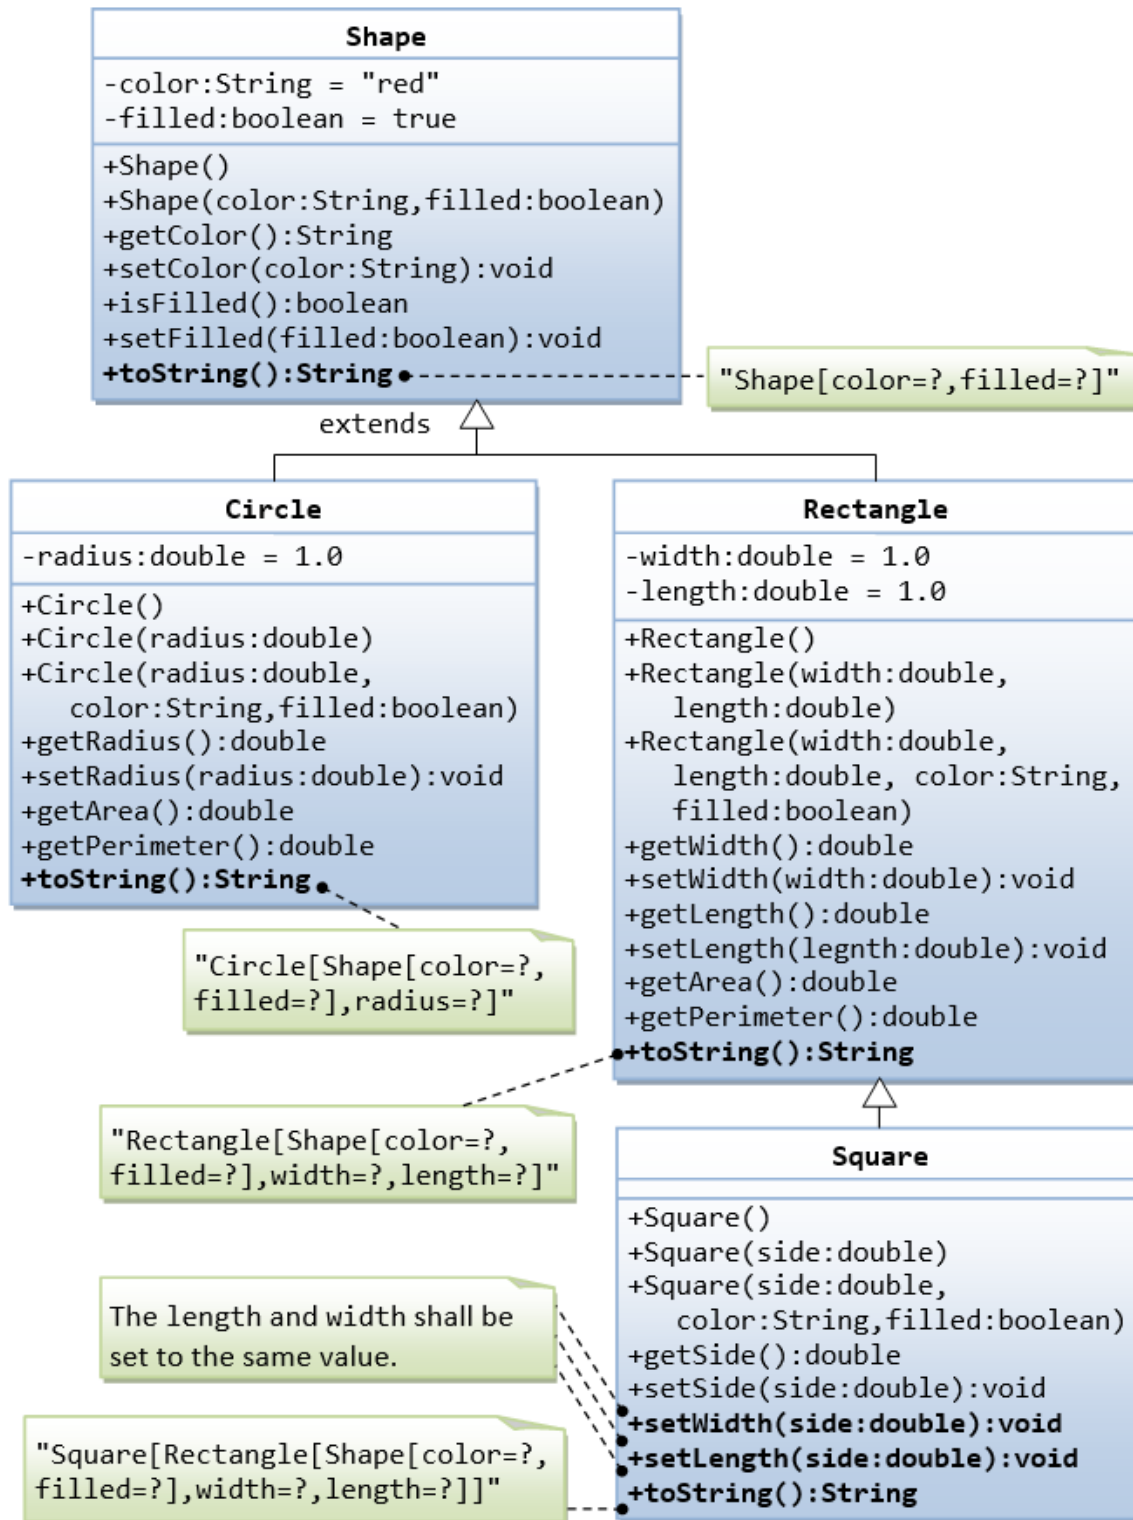 Shape
-color:String = "red"
-filled:boolean = true
+Shape()
+Shape(color:String,filled:boolean)
+getColor():String
+setColor(color:String):void
+isFilled():boolean
+setFilled(filled:boolean):void
+toString():String
"Shape[color=?,filled=?]"
extends
Circle
-radius:double = 1.0
+Circle()
+Circle(radius:double)
+Circle(radius:double,
color:String,filled:boolean)
+getRadius():double
+setRadius(radius:double):void
+getArea():double
+getPerimeter():double
+toString():String
"Circle[Shape[color=?,
filled=?],radius=?]"
Rectangle
-width:double = 1.0
-length:double = 1.0
+Rectangle()
+Rectangle(width:double,
length:double)
+Rectangle(width:double,
length:double, color:String,
filled:boolean)
+getWidth():double
+setWidth(width:double):void
+getLength():double
+setLength(legnth:double):void
+getArea():double
+getPerimeter():double
+toString():String
"Rectangle[Shape[color=?,
filled=?],width=?,length=?]"
Square
+Square()
+Square(side:double)
+Square(side:double,
color:String,filled:boolean)
+getSide():double
+setSide(side:double):void
+setWidth(side:double):void
+setLength(side:double):void
+toString():String
The length and width shall be
set to the same value.
"Square[Rectangle[Shape[color=?,
filled=?],width=?,length=?]]"